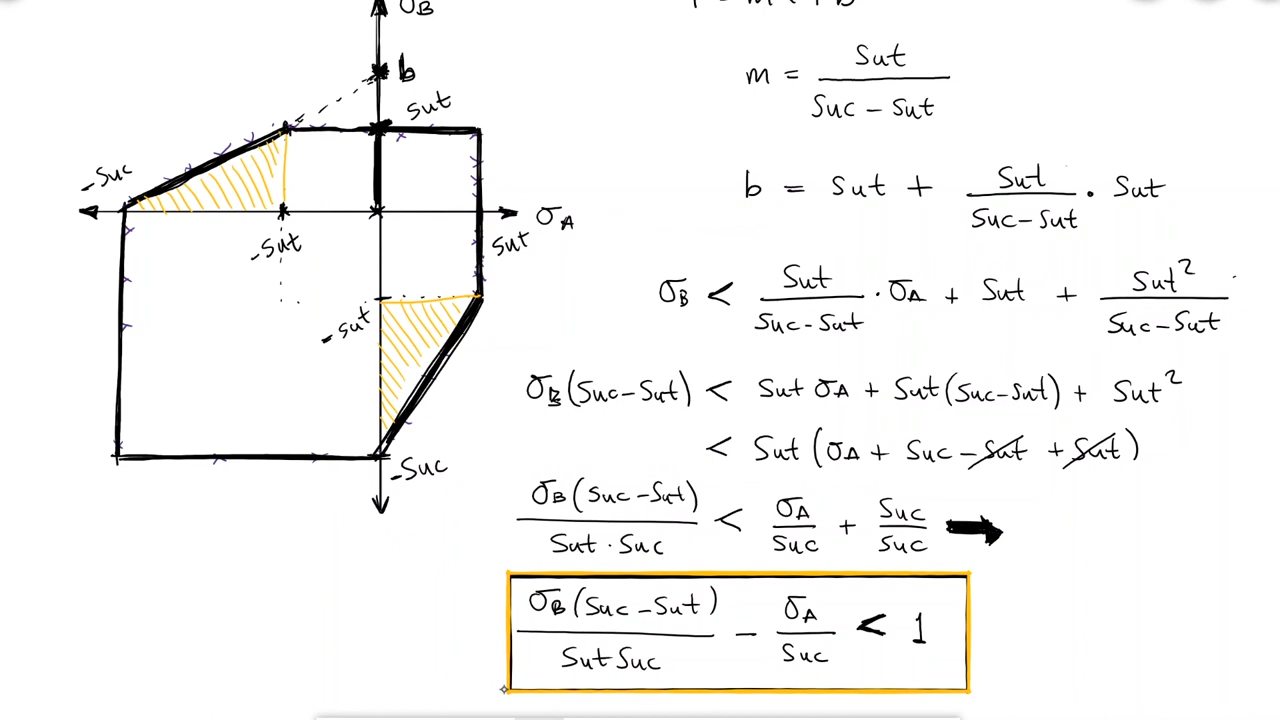 σB
b
Sut
-Suc
σA
-Sut
Sut
-Sut
-Suc
m = Sut / (Suc - Sut)
b = Sut + Sut / (Suc-Sut) · Sut
σB < Sut / (Suc-Sut) · σA + Sut + Sut² / (Suc-Sut)
σB(Suc-Sut) < Sut σA + Sut(Suc-Sut) + Sut²
< Sut(σA + Suc - Sut + Sut)
σB(Suc-Sut) / (Sut · Suc) < σA / Suc + Suc / Suc
σB(Suc-Sut) / (Sut Suc) - σA / Suc < 1